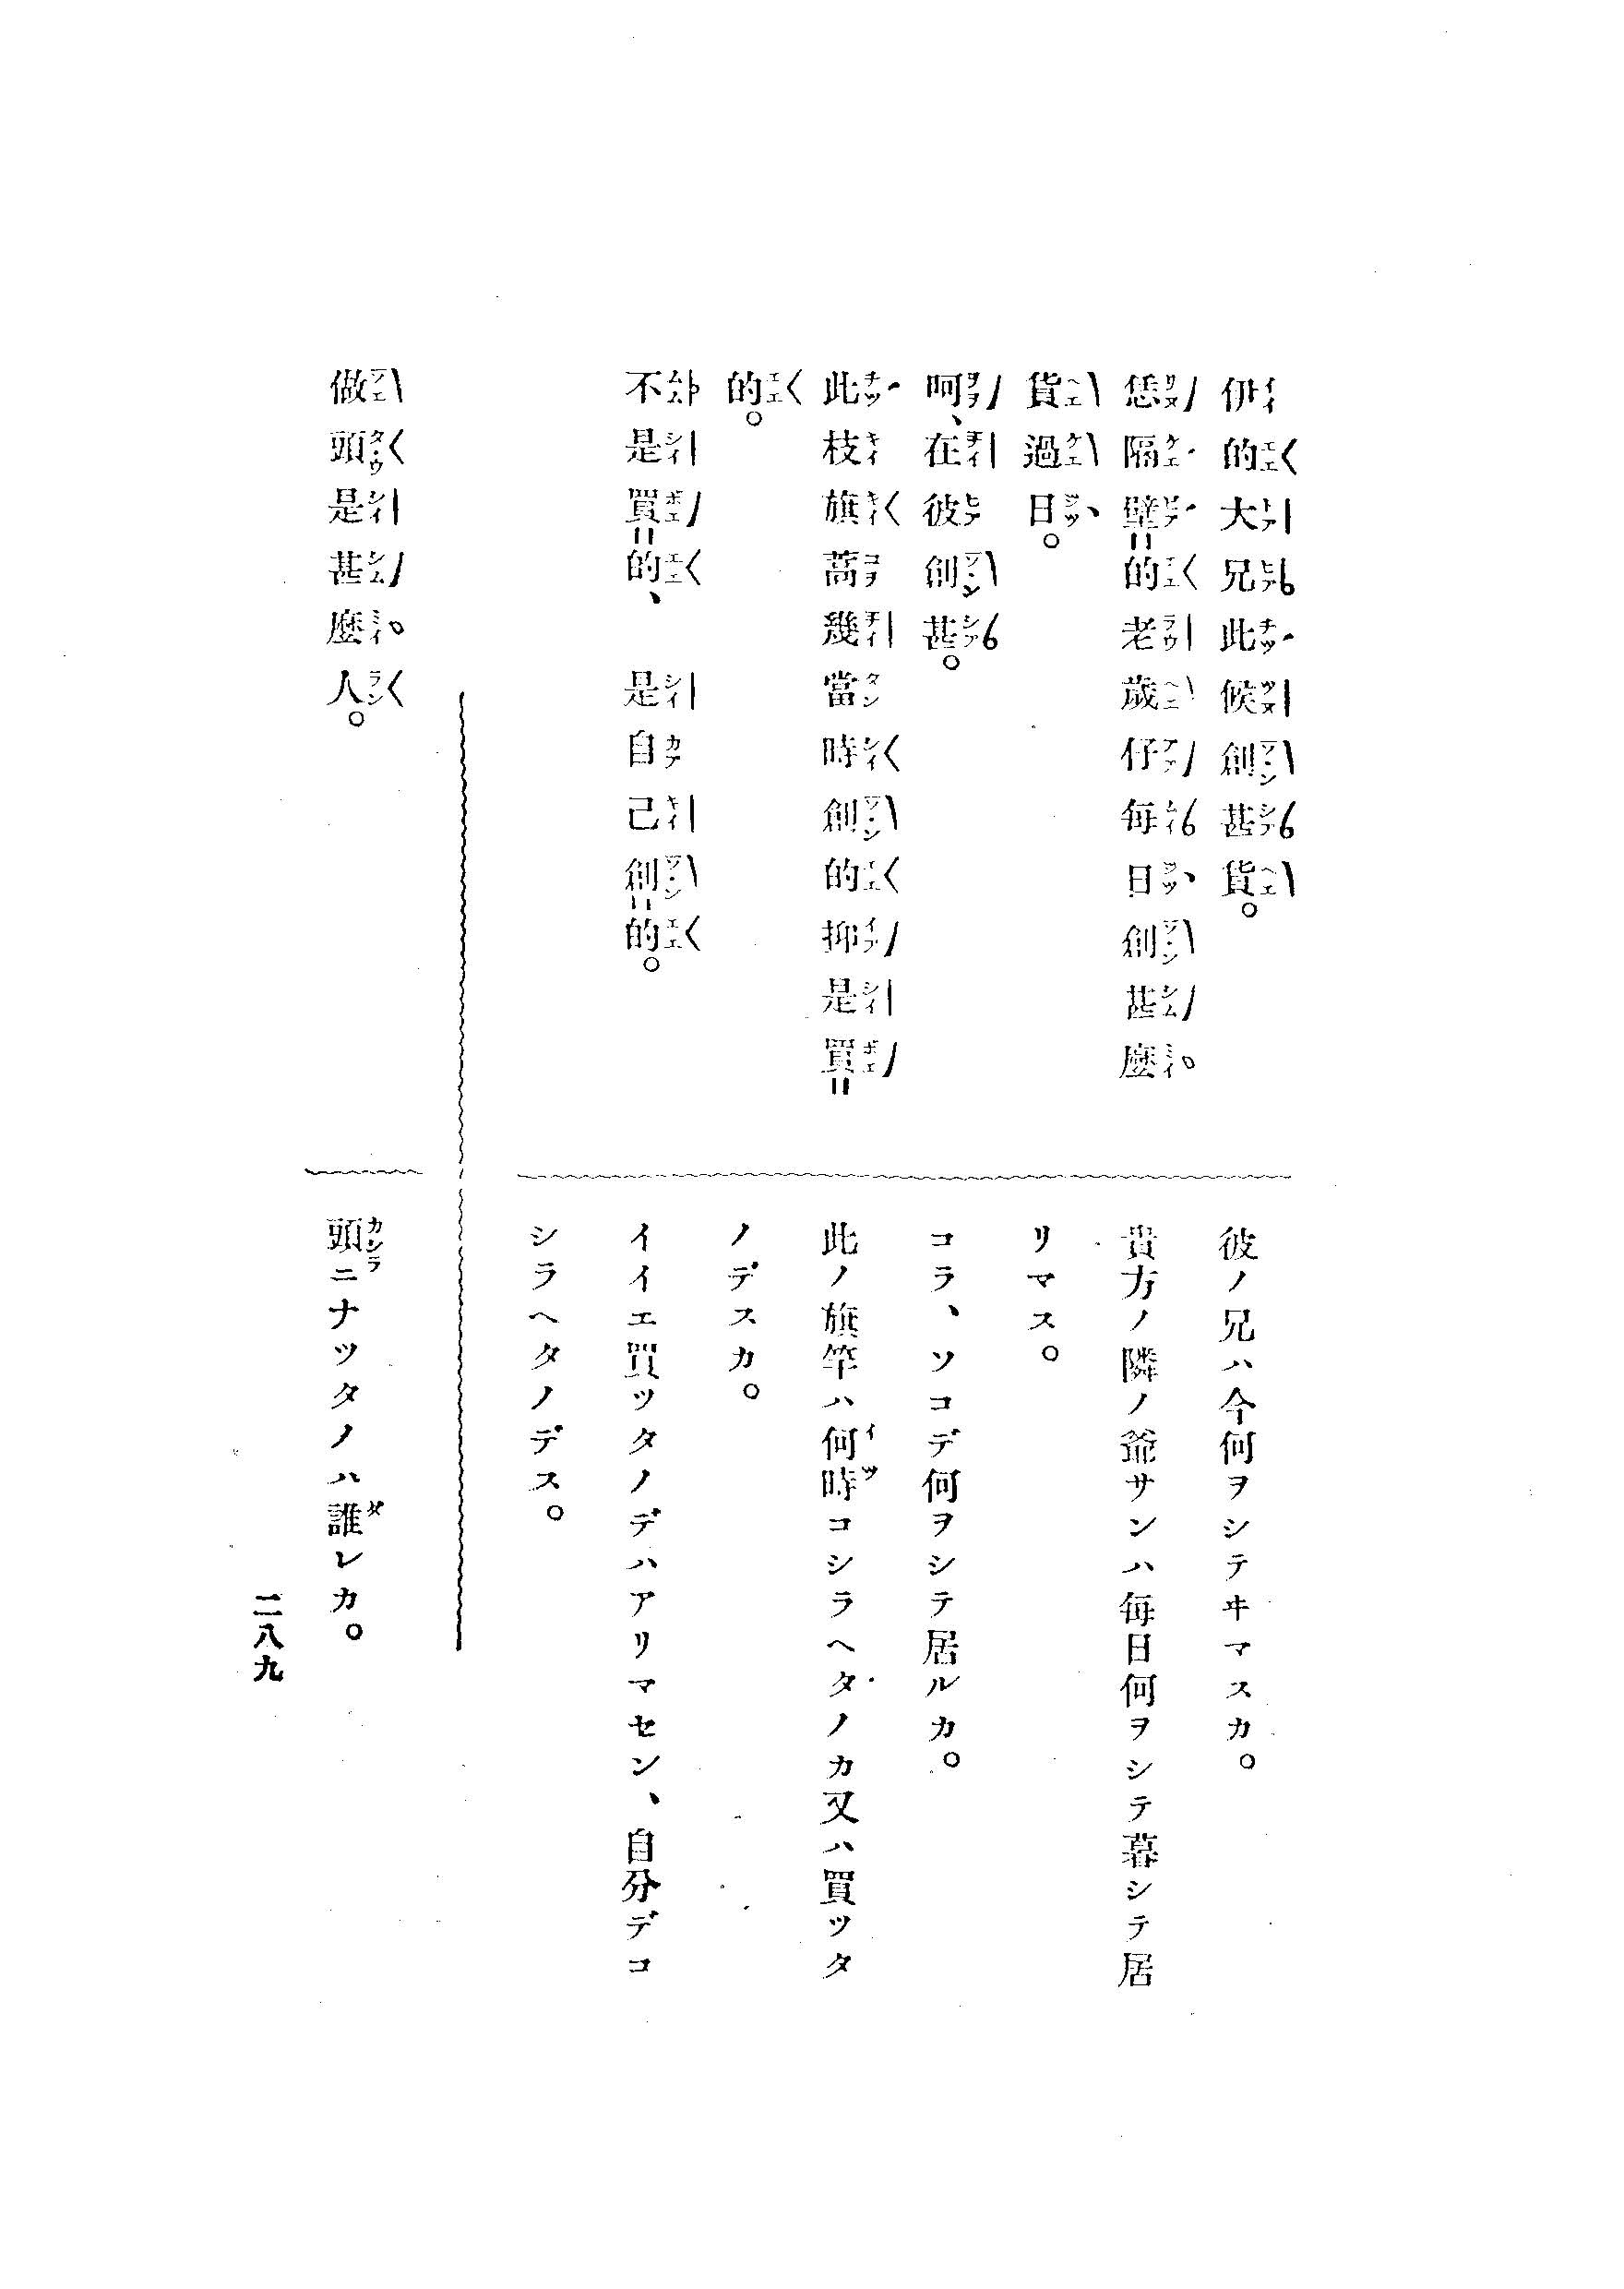 伊的大兄此候創甚貨。
恁隔壁的老歲仔每日創甚麼
貨過日。
呵、在彼創甚。
此枝旗蒿幾當時創的抑是買
的。
不是買的、是自己創的。
彼ノ兄ハ今何ヲシテヰマスカ。
貴方ノ隣ノ爺サンハ每日何ヲシテ暮シテ居
リマス。
コラ、ソコデ何ヲシテ居ルカ。
此ノ旗竿ハ何時コシラヘタノカ又ハ買ツタ
ノデスカ。
イイエ買ツタノデハアリマセン、自分デコ
シラヘタノデス。
做頭是甚麼人。
頭ニナツタノハ誰レカ。
二八九